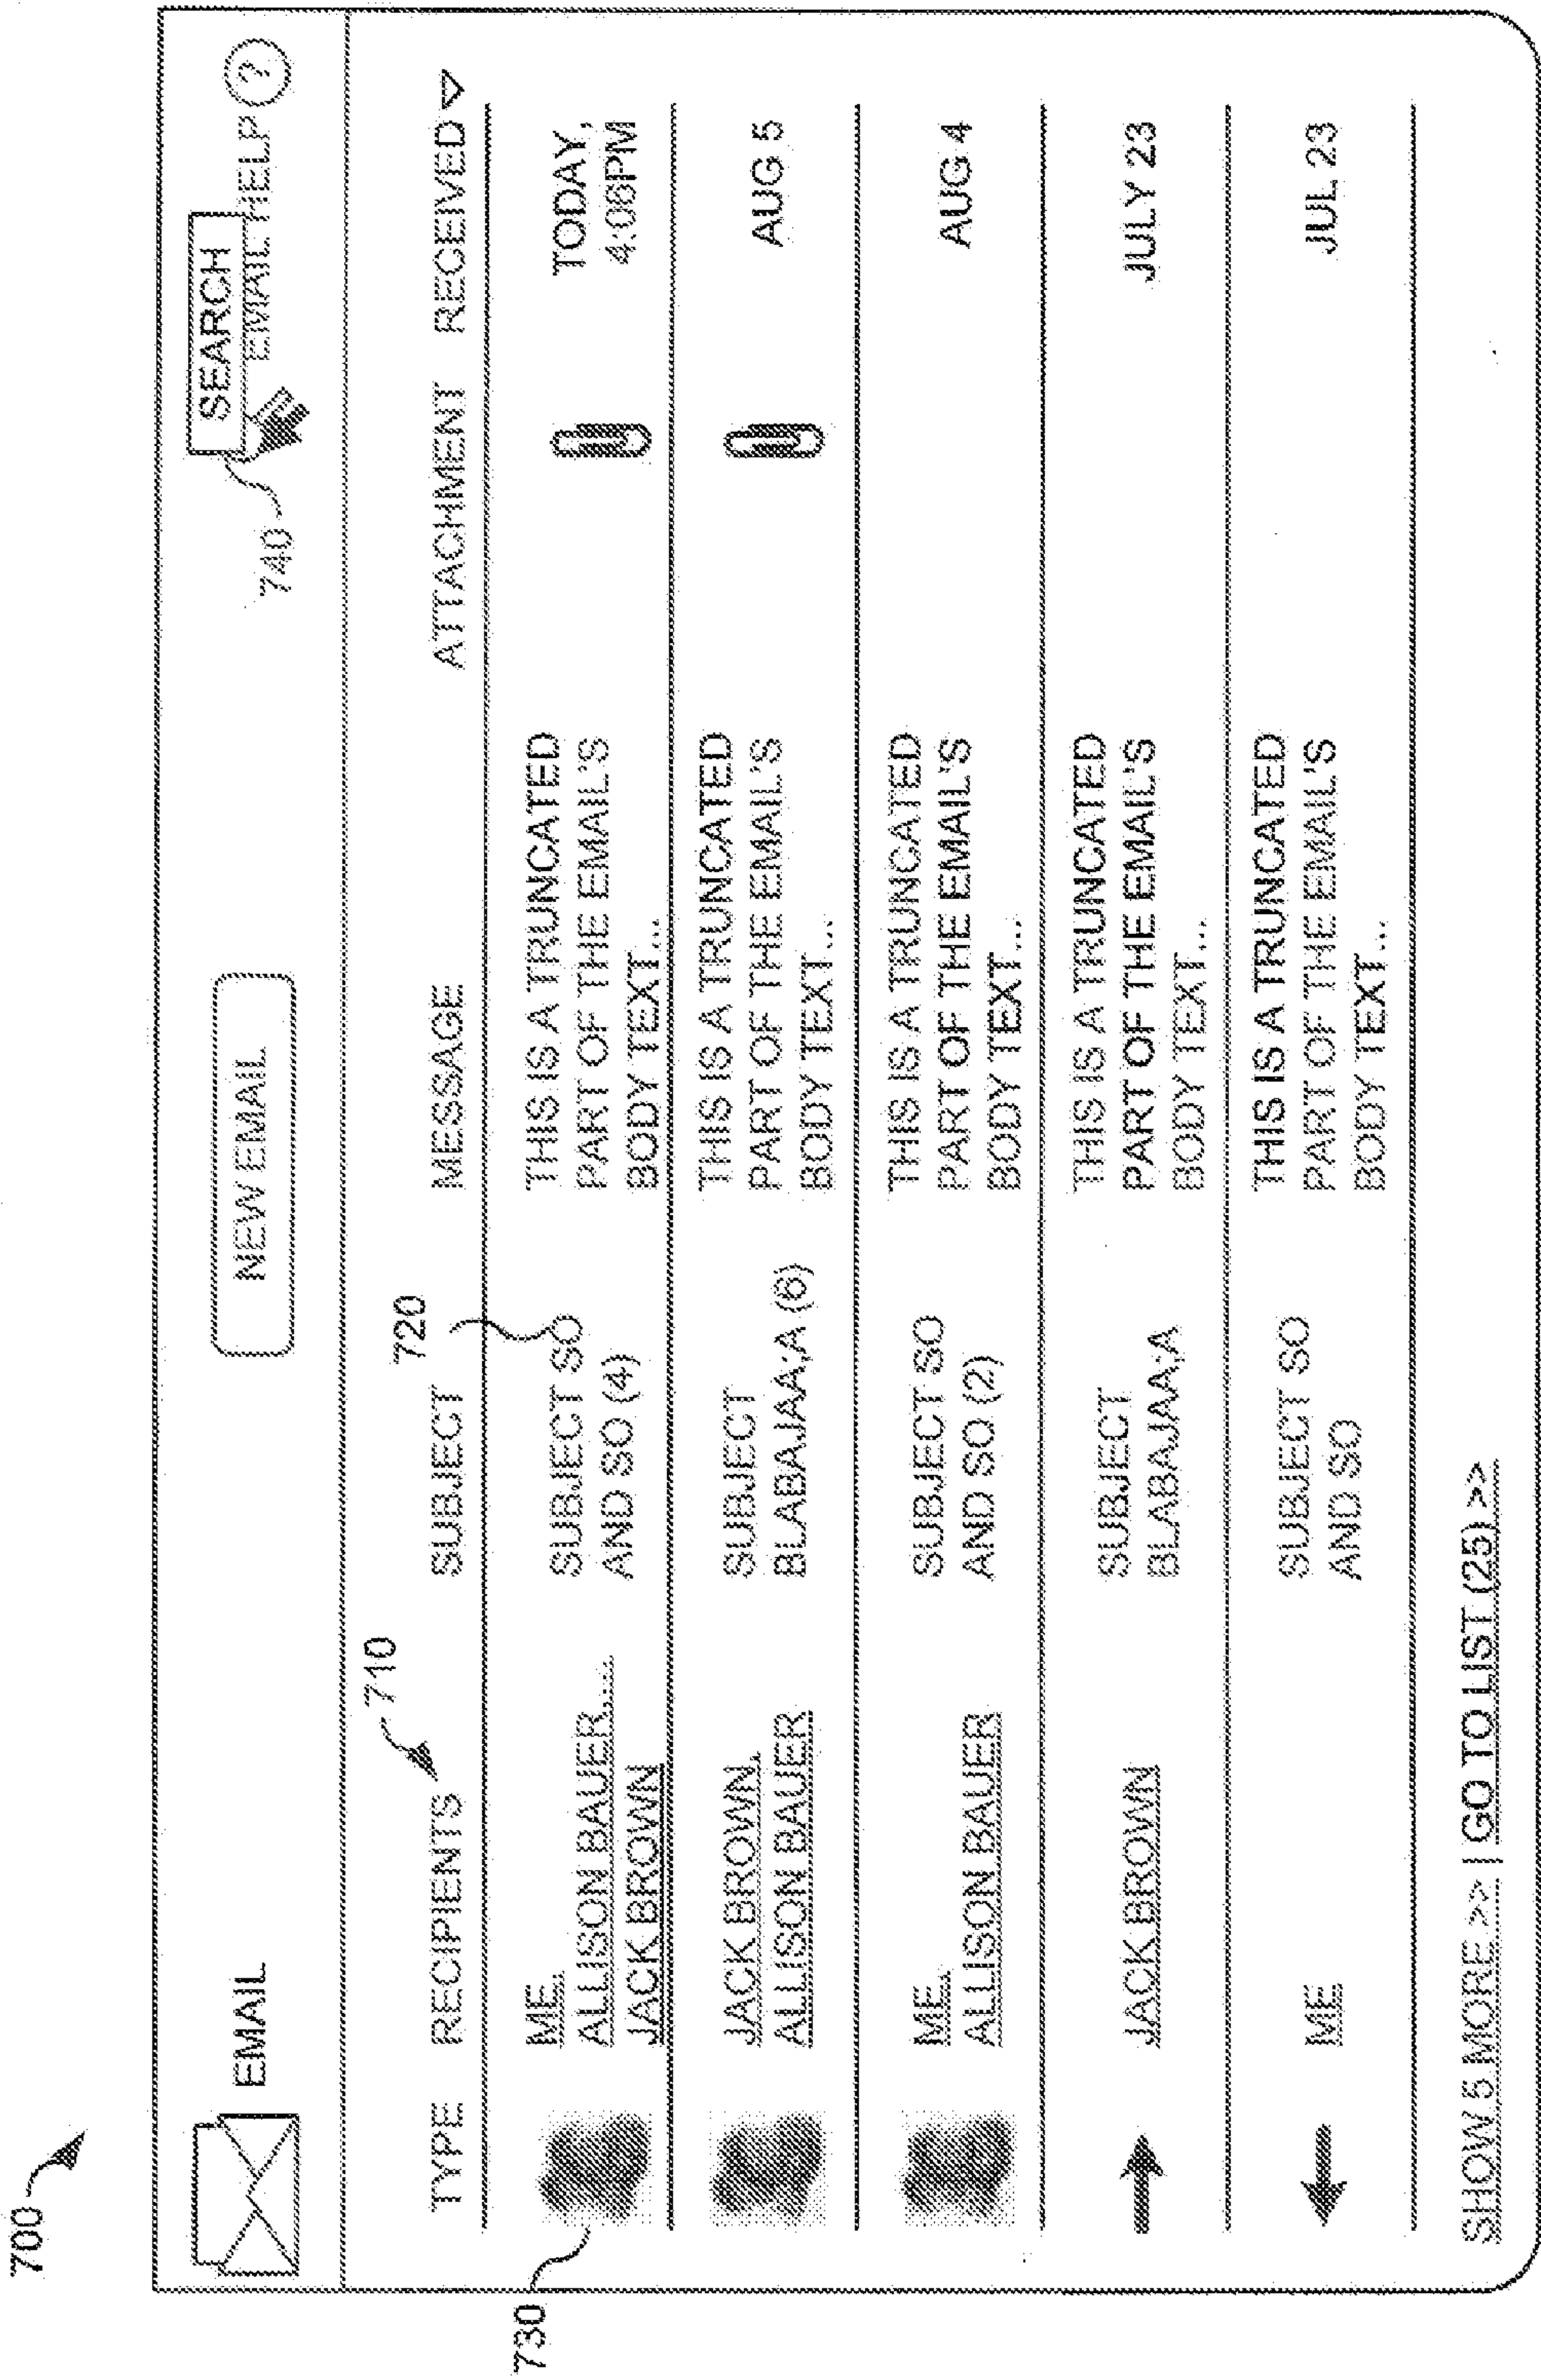 700
EMAIL
NEW EMAIL
SEARCH
EMAIL HELP ?
740
710
720
TYPE RECIPIENTS SUBJECT MESSAGE ATTACHMENT RECEIVED
730
ME,
ALLISON BAUER,...
JACK BROWN
SUBJECT SO
AND SO (4)
THIS IS A TRUNCATED
PART OF THE EMAIL'S
BODY TEXT...
TODAY,
4:08PM
JACK BROWN,
ALLISON BAUER
SUBJECT
BLABAJAA;A (6)
THIS IS A TRUNCATED
PART OF THE EMAIL'S
BODY TEXT...
AUG 5
ME,
ALLISON BAUER
SUBJECT SO
AND SO (2)
THIS IS A TRUNCATED
PART OF THE EMAIL'S
BODY TEXT...
AUG 4
JACK BROWN
SUBJECT
BLABAJAA;A
THIS IS A TRUNCATED
PART OF THE EMAIL'S
BODY TEXT...
JULY 23
ME
SUBJECT SO
AND SO
THIS IS A TRUNCATED
PART OF THE EMAIL'S
BODY TEXT...
JUL 23
SHOW 5 MORE >> | GO TO LIST (25) >>